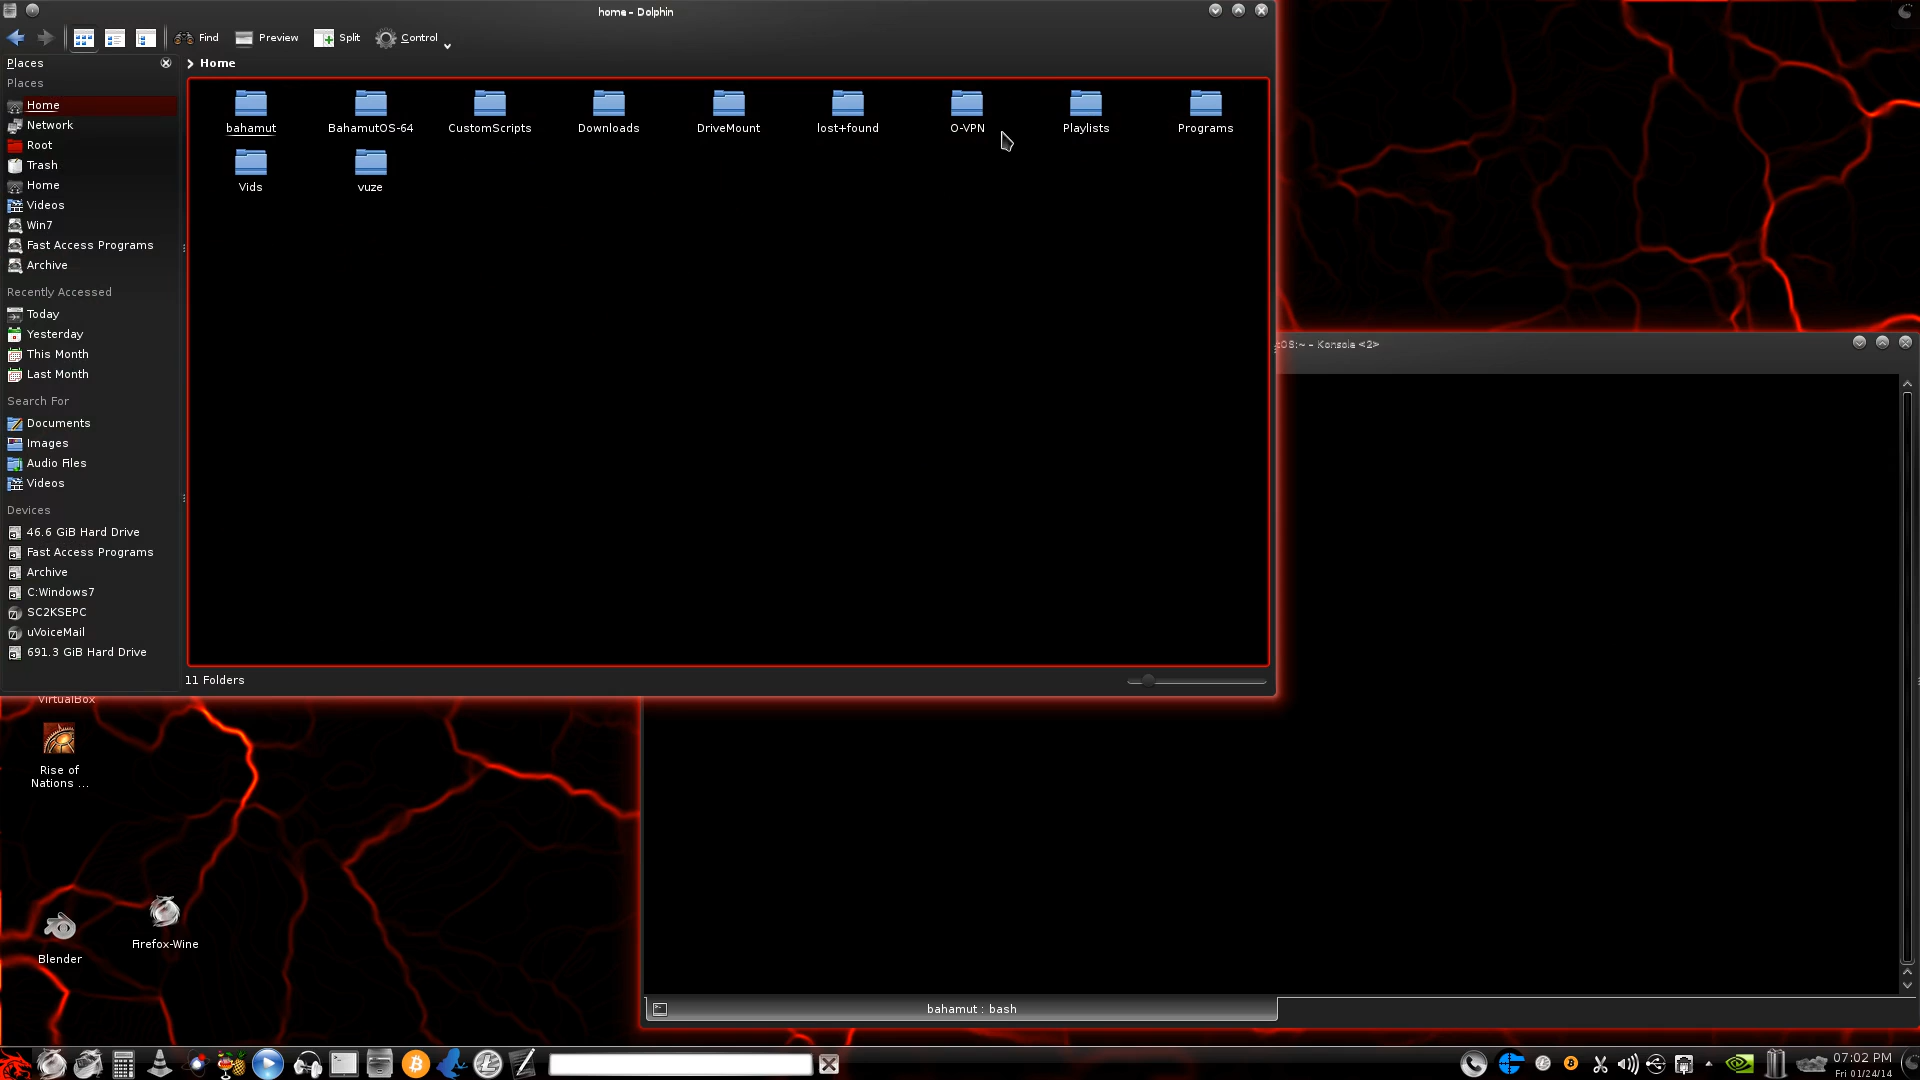 home – Dolphin
Find
Preview
Split
Control
Places
Home
Places
Home
Network
Root
Trash
Home
Videos
Win7
Fast Access Programs
Archive
Recently Accessed
Today
Yesterday
This Month
Last Month
Search For
Documents
Images
Audio Files
Videos
Devices
46.6 GiB Hard Drive
Fast Access Programs
Archive
C:Windows7
SC2KSEPC
uVoiceMail
691.3 GiB Hard Drive
bahamut
BahamutOS-64
CustomScripts
Downloads
DriveMount
lost+found
O-VPN
Playlists
Programs
Vids
vuze
11 Folders
OS:~ – Konsole <2>
VirtualBox
Rise of
Nations ...
Blender
Firefox-Wine
bahamut : bash
07:02 PM
Fri 01/24/14